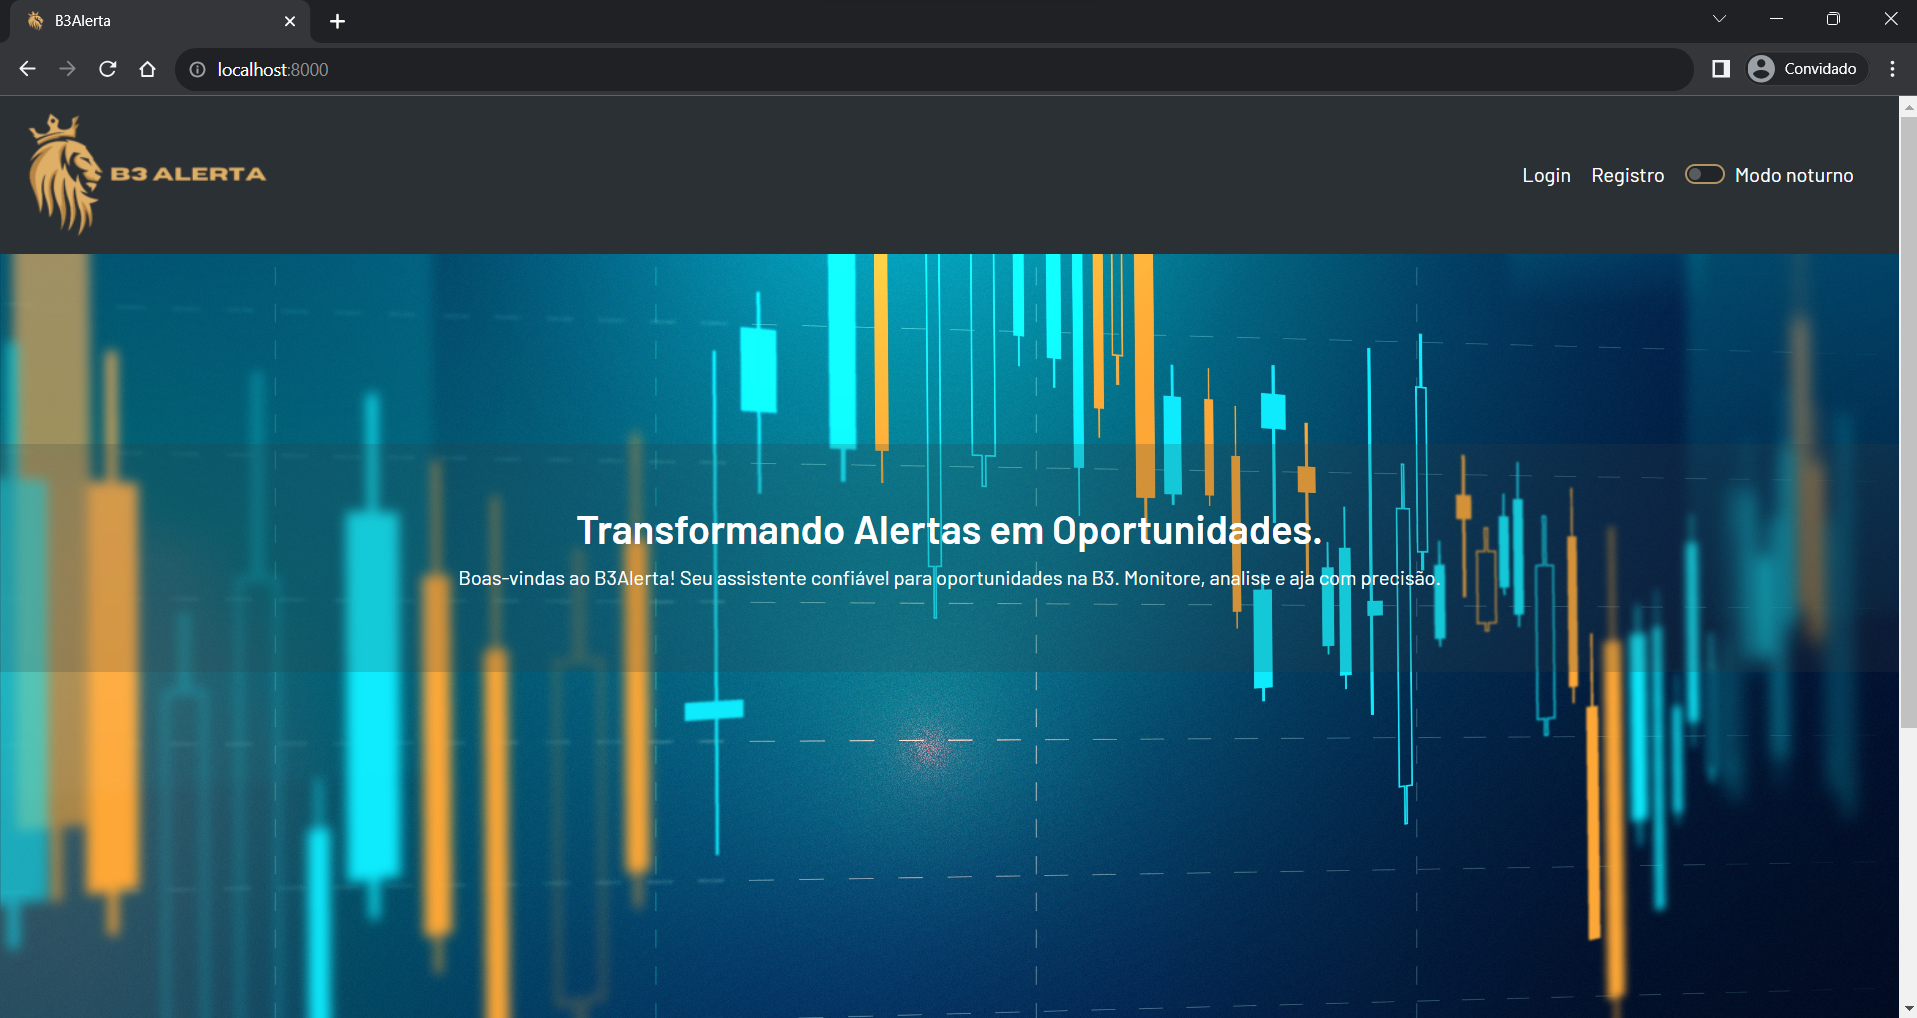 B3Alerta
localhost:8000
Convidado
B3 ALERTA
Login Registro Modo noturno
Transformando Alertas em Oportunidades.
Boas-vindas ao B3Alerta! Seu assistente confiável para oportunidades na B3. Monitore, analise e aja com precisão.